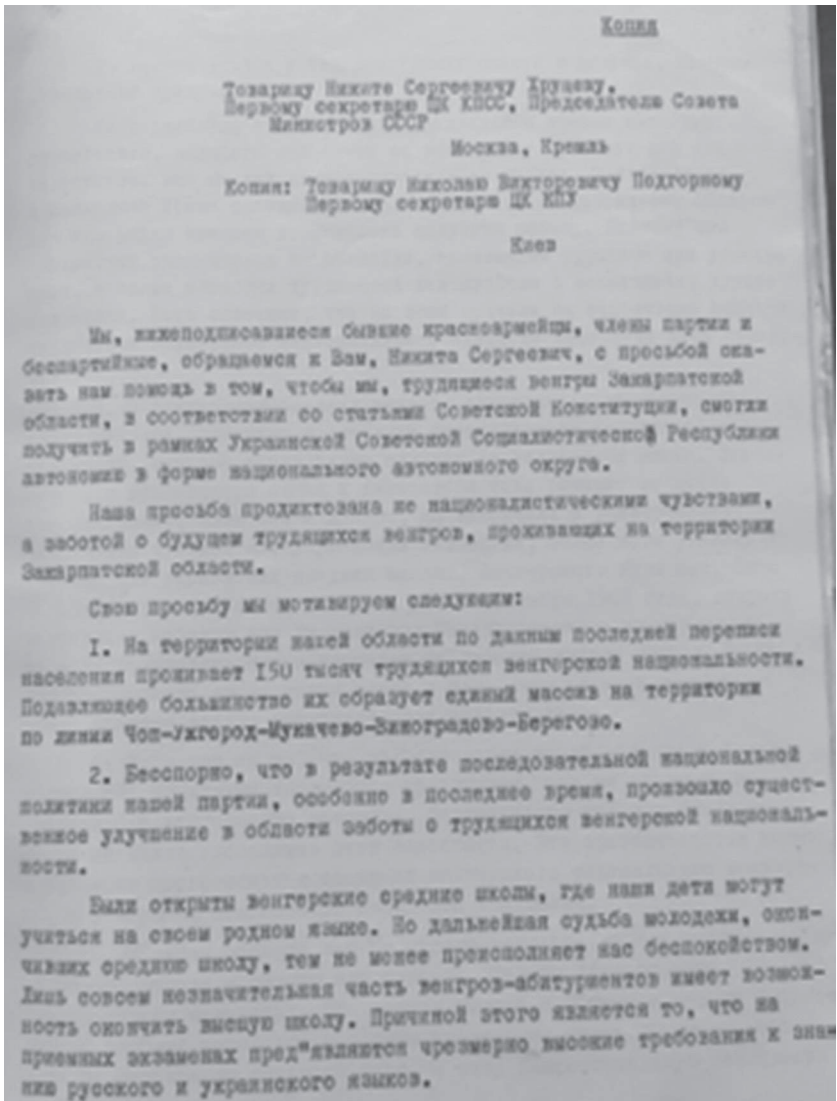 Копия
Товарищу Никите Сергеевичу Хрущеву,
Первому секретарю ЦК КПСС, Председателю Совета
Министров СССР
Москва, Кремль
Копия: Товарищу Николаю Викторовичу Подгорному
Первому секретарю ЦК КПУ
Киев
Мы, нижеподписавшиеся бывшие красноармейцы, члены партии и
беспартийные, обращаемся к Вам, Никита Сергеевич, с просьбой ока-
зать нам помощь в том, чтобы мы, трудящиеся венгры Закарпатской
области, в соответствии со статьями Советской Конституции, смогли
получить в рамках Украинской Советской Социалистической Республики
автономию в форме национального автономного округа.
Наша просьба продиктована не националистическими чувствами,
а заботой о будущем трудящихся венгров, проживающих на территории
Закарпатской области.
Свою просьбу мы мотивируем следующим:
1. На территории нашей области по данным последней переписи
населения проживает 150 тысяч трудящихся венгерской национальности.
Подавляющее большинство их образует единый массив на территории
по линии Чоп-Ужгород-Мукачево-Виноградово-Берегово.
2. Бесспорно, что в результате последовательной национальной
политики нашей партии, особенно в последнее время, произошло сущест-
венное улучшение в области заботы о трудящихся венгерской националь-
ности.
Были открыты венгерские средние школы, где наши дети могут
учиться на своем родном языке. Но дальнейшая судьба молодежи, окон-
чивших среднюю школу, тем не менее преисполняет нас беспокойством.
Лишь совсем незначительная часть венгров-абитуриентов имеет возмож-
ность окончить высшую школу. Причиной этого является то, что на
приемных экзаменах пред"являются чрезмерно высокие требования к зна-
нию русского и украинского языков.